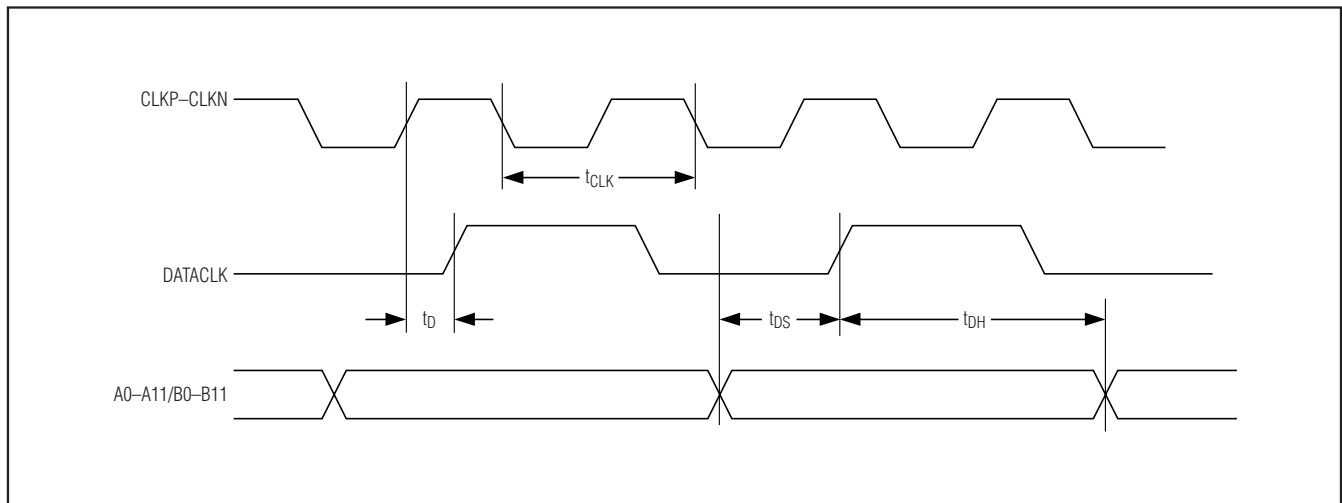 CLKP–CLKN
tCLK
DATACLK
tD
tDS
tDH
A0–A11/B0–B11